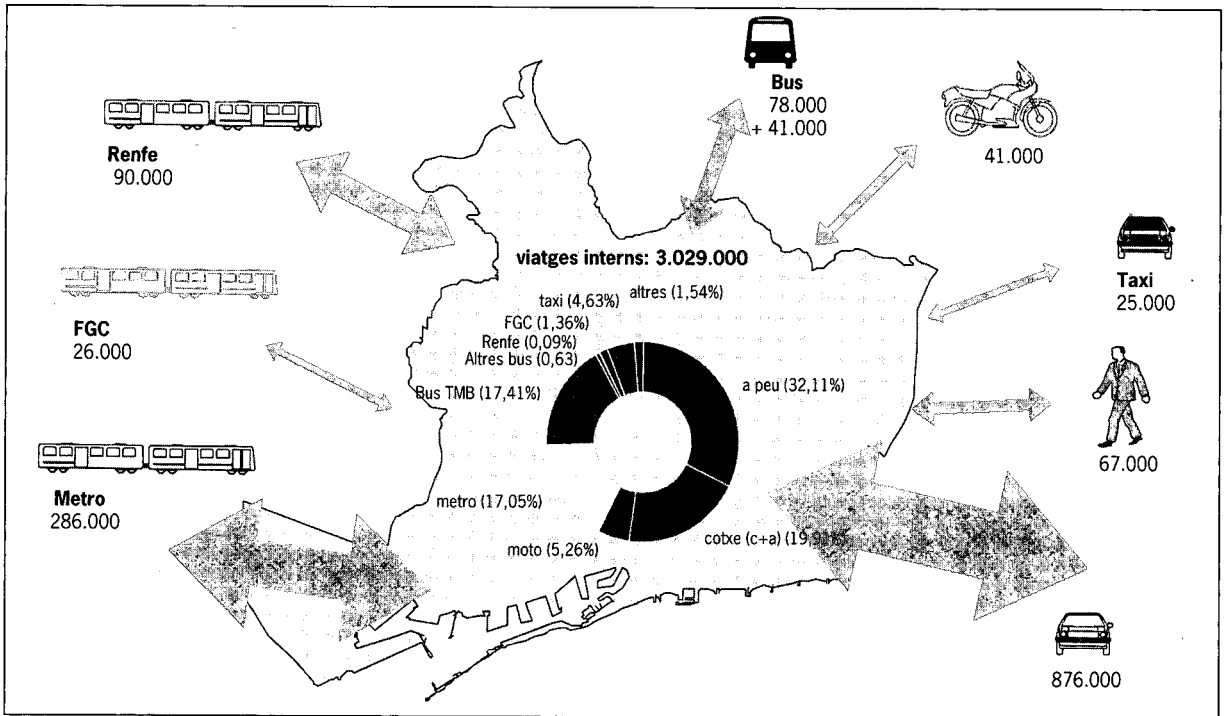 Bus
78.000
+ 41.000
41.000
Renfe
90.000
Taxi
25.000
viatges interns: 3.029.000
altres (1,54%)
taxi (4,63%)
FGC (1,36%)
Renfe (0,09%)
Altres bus (0,63)
Bus TMB (17,41%)
a peu (32,11%)
FGC
26.000
67.000
Metro
286.000
metro (17,05%)
moto (5,26%)
cotxe (c+a) (19,91%)
876.000